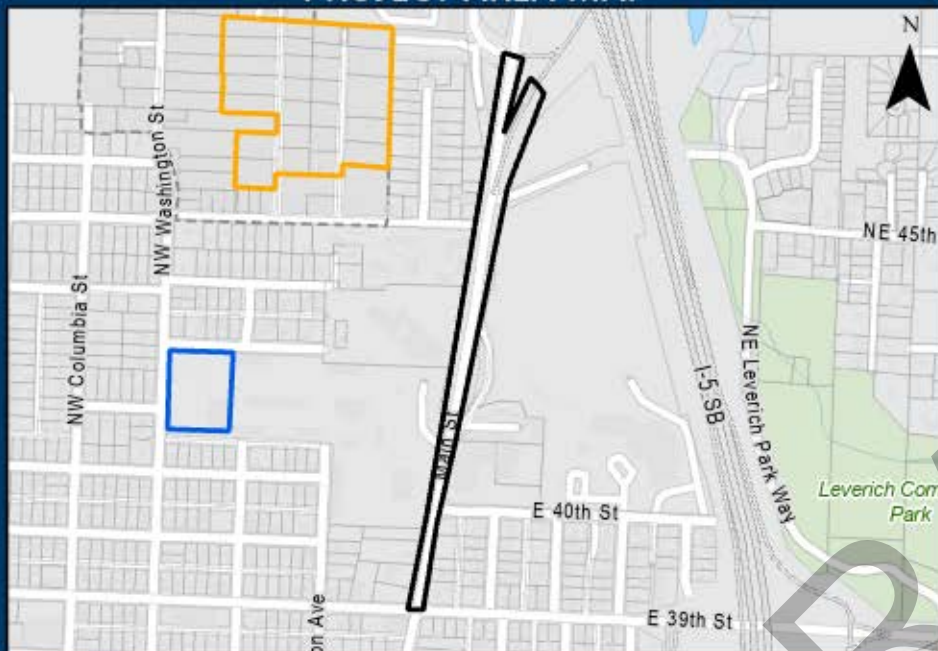 N
NW Washington St
NE 45th
NW Columbia St
NE Leverich Park Way
I-5 SB
Main St
Leverich Com
Park
E 40th St
E 39th St
on Ave